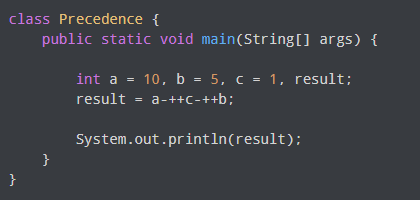 class Precedence {
    public static void main(String[] args) {
        int a = 10, b = 5, c = 1, result;
        result = a-++c-++b;
        System.out.println(result);
    }
}